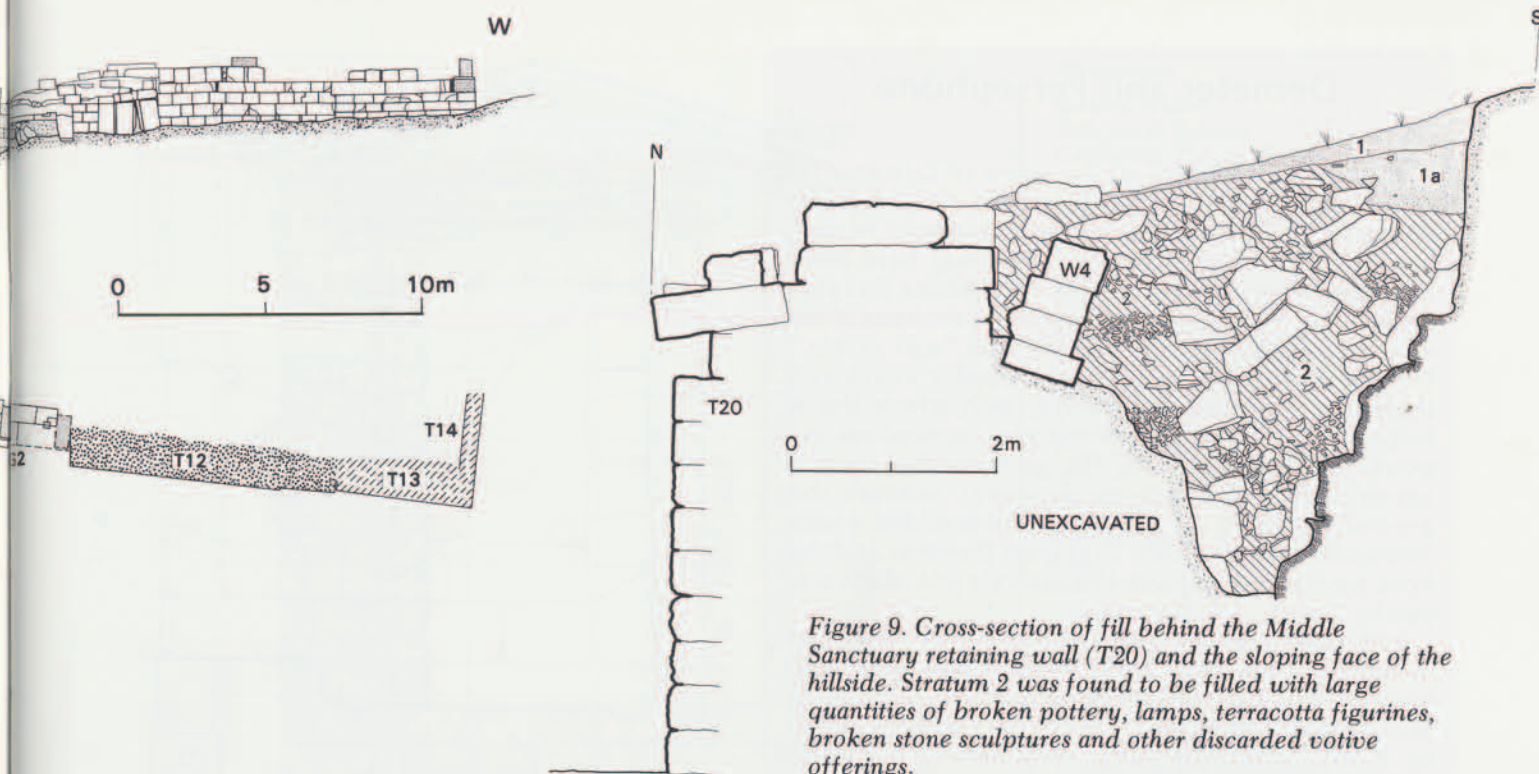 W
0 5 10m
T14
T12
T13
S
N
1
1a
W4
2
2
T20
0 2m
UNEXCAVATED
Figure 9. Cross-section of fill behind the Middle
Sanctuary retaining wall (T20) and the sloping face of the
hillside. Stratum 2 was found to be filled with large
quantities of broken pottery, lamps, terracotta figurines,
broken stone sculptures and other discarded votive
offerings.